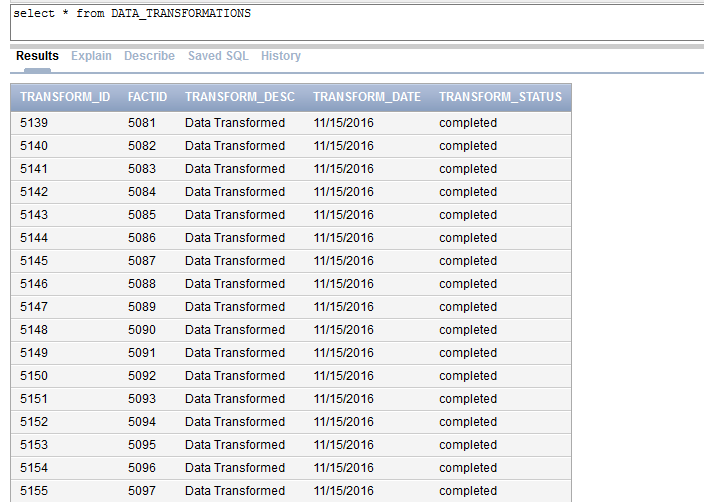 select * from DATA_TRANSFORMATIONS
Results Explain Describe Saved SQL History
TRANSFORM_ID FACTID TRANSFORM_DESC TRANSFORM_DATE TRANSFORM_STATUS
5139 5081 Data Transformed 11/15/2016 completed
5140 5082 Data Transformed 11/15/2016 completed
5141 5083 Data Transformed 11/15/2016 completed
5142 5084 Data Transformed 11/15/2016 completed
5143 5085 Data Transformed 11/15/2016 completed
5144 5086 Data Transformed 11/15/2016 completed
5145 5087 Data Transformed 11/15/2016 completed
5146 5088 Data Transformed 11/15/2016 completed
5147 5089 Data Transformed 11/15/2016 completed
5148 5090 Data Transformed 11/15/2016 completed
5149 5091 Data Transformed 11/15/2016 completed
5150 5092 Data Transformed 11/15/2016 completed
5151 5093 Data Transformed 11/15/2016 completed
5152 5094 Data Transformed 11/15/2016 completed
5153 5095 Data Transformed 11/15/2016 completed
5154 5096 Data Transformed 11/15/2016 completed
5155 5097 Data Transformed 11/15/2016 completed